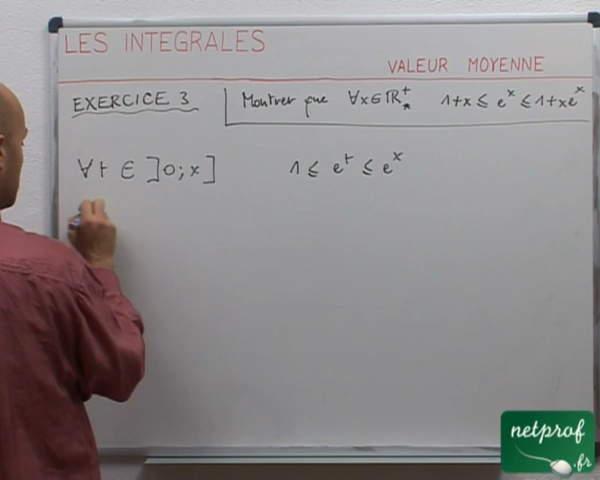 LES INTEGRALES
VALEUR MOYENNE
EXERCICE 3 Montrer que ∀x∈ℝ*⁺ 1+x ≤ eˣ ≤ 1+xeˣ
∀t ∈ ]0;x] 1 ≤ eᵗ ≤ eˣ
netprof
.fr